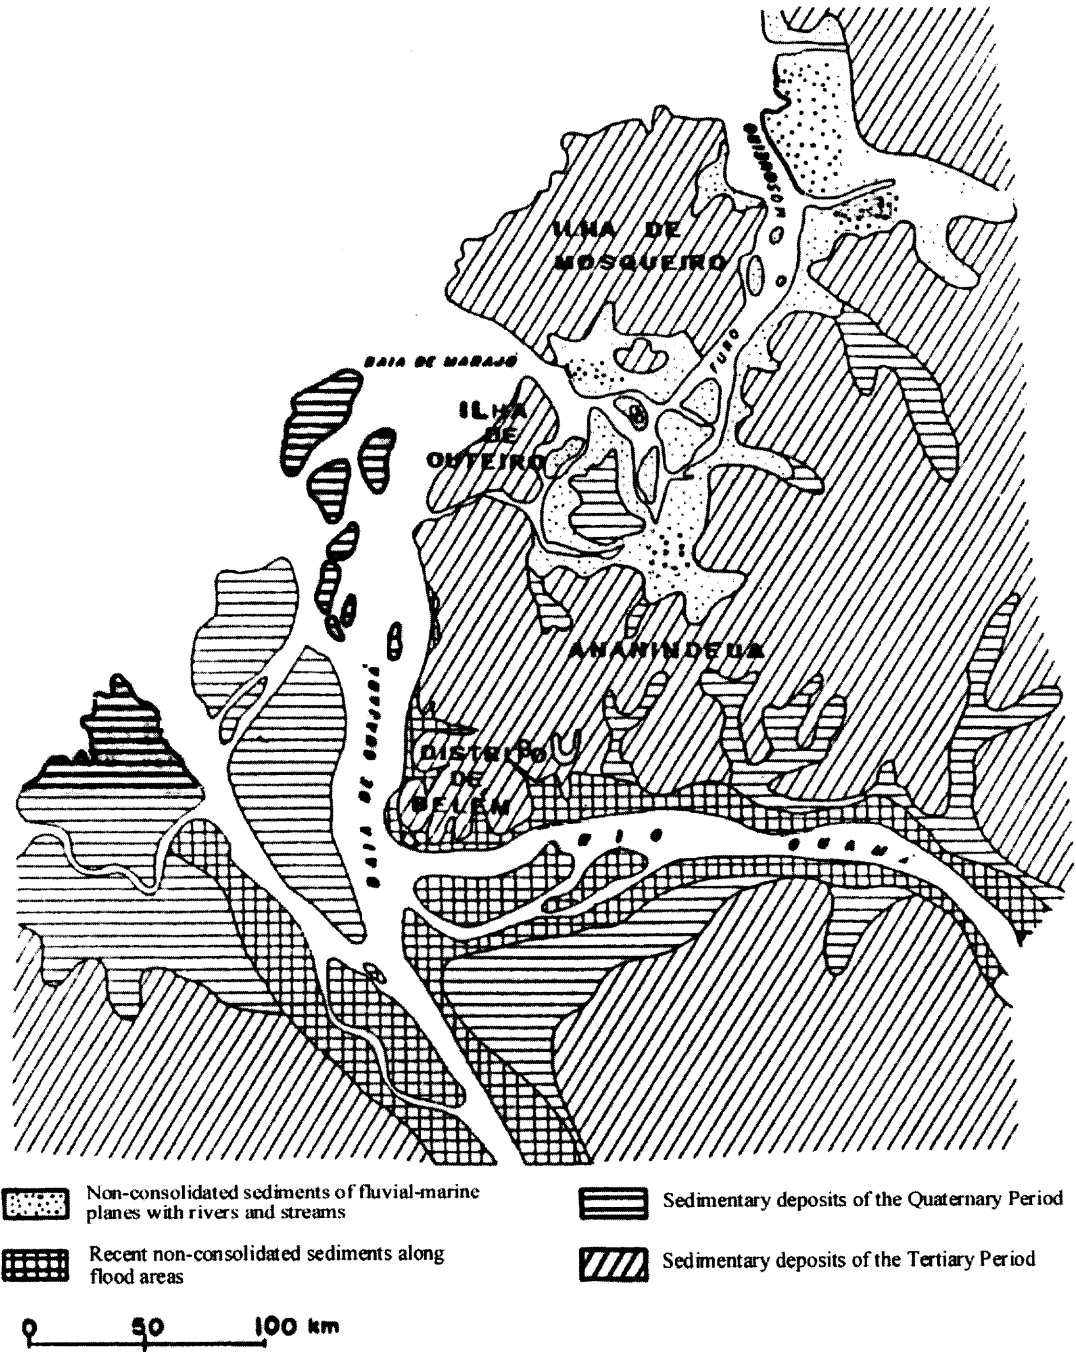 ILHA DE
MOSQUEIRO
FURO
BAIA DE MARAJÓ
ILHA
DE
OUTEIRO
ANANINDEUA
BAIA DE GUAJARÁ
DISTRITO
DE
BELÉM
RIO GUAMÁ
Non-consolidated sediments of fluvial-marine
planes with rivers and streams
Recent non-consolidated sediments along
flood areas
Sedimentary deposits of the Quaternary Period
Sedimentary deposits of the Tertiary Period
0 50 100 km